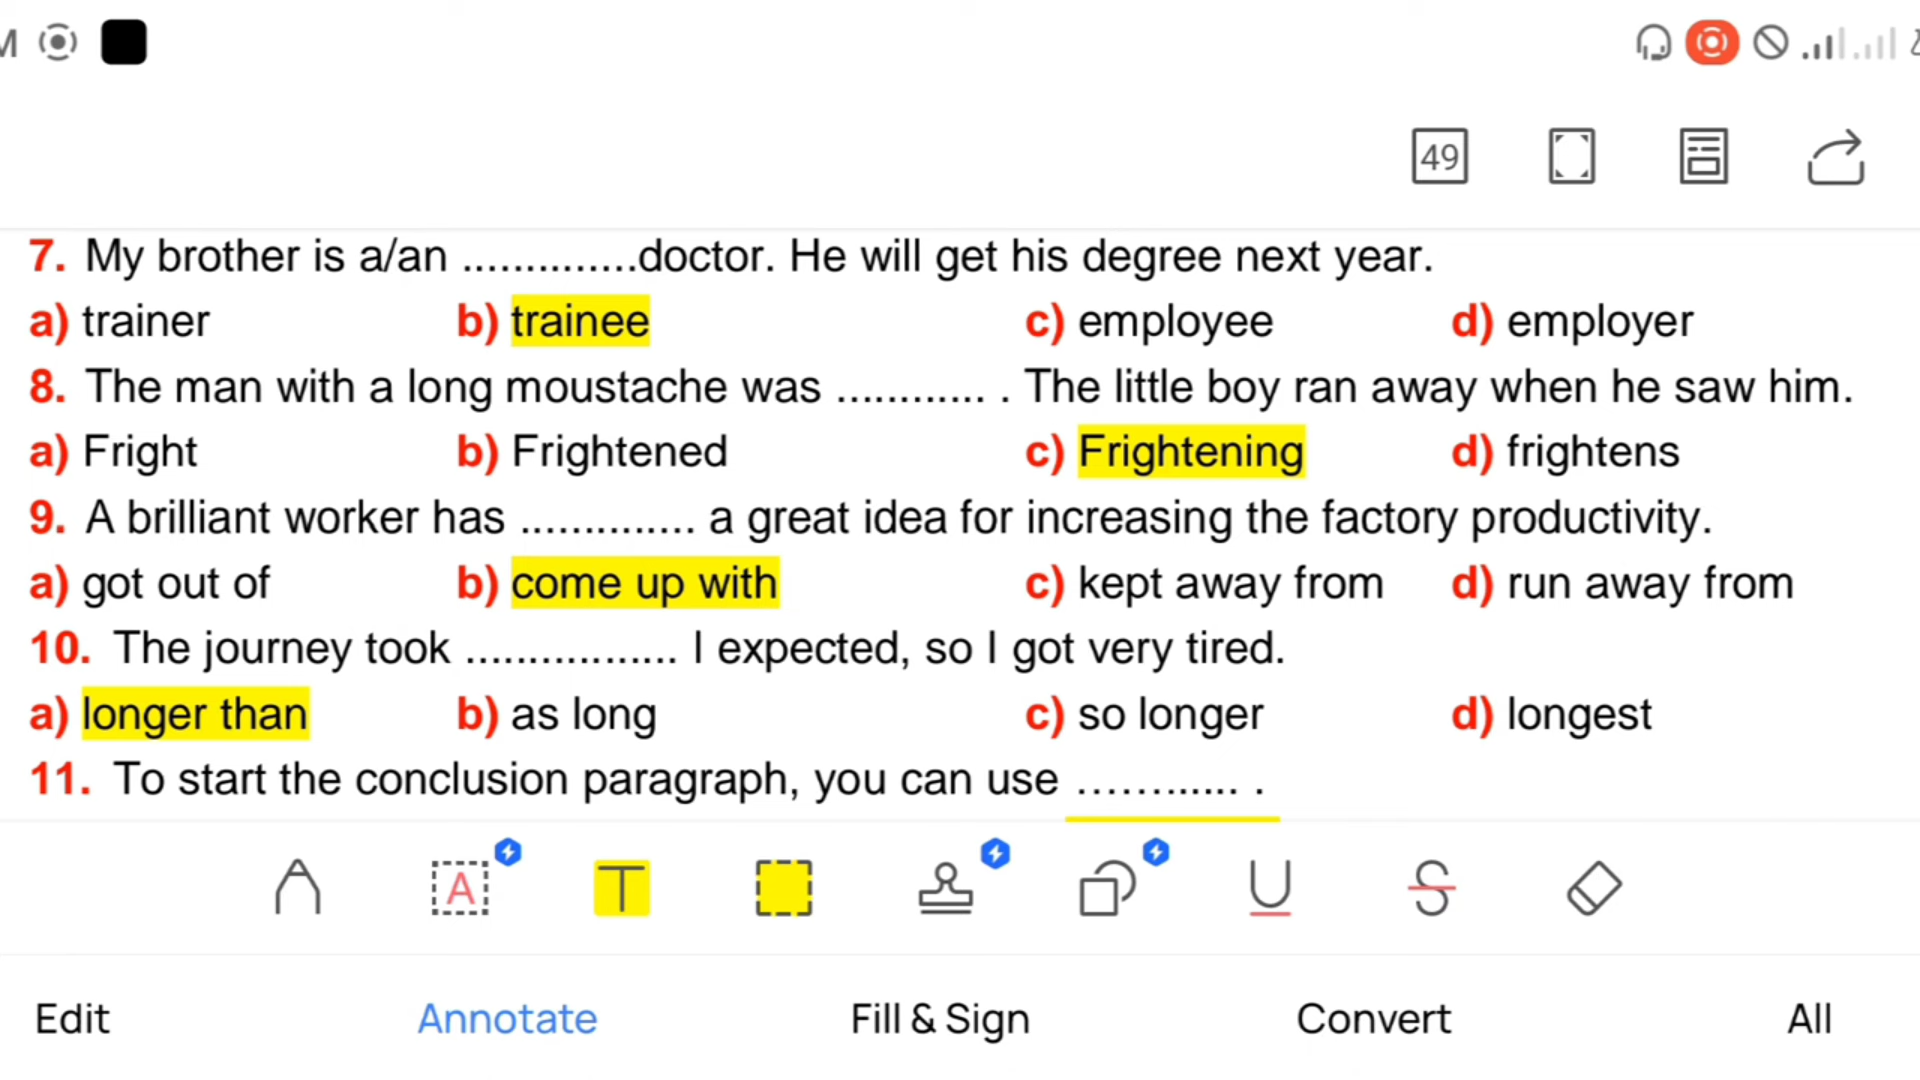 M
49
7. My brother is a/an ..............doctor. He will get his degree next year.
a) trainer b) trainee c) employee d) employer
8. The man with a long moustache was ............ . The little boy ran away when he saw him.
a) Fright b) Frightened c) Frightening d) frightens
9. A brilliant worker has .............. a great idea for increasing the factory productivity.
a) got out of b) come up with c) kept away from d) run away from
10. The journey took ................. I expected, so I got very tired.
a) longer than b) as long c) so longer d) longest
11. To start the conclusion paragraph, you can use …….....  .
A T U S
Edit Annotate Fill & Sign Convert All